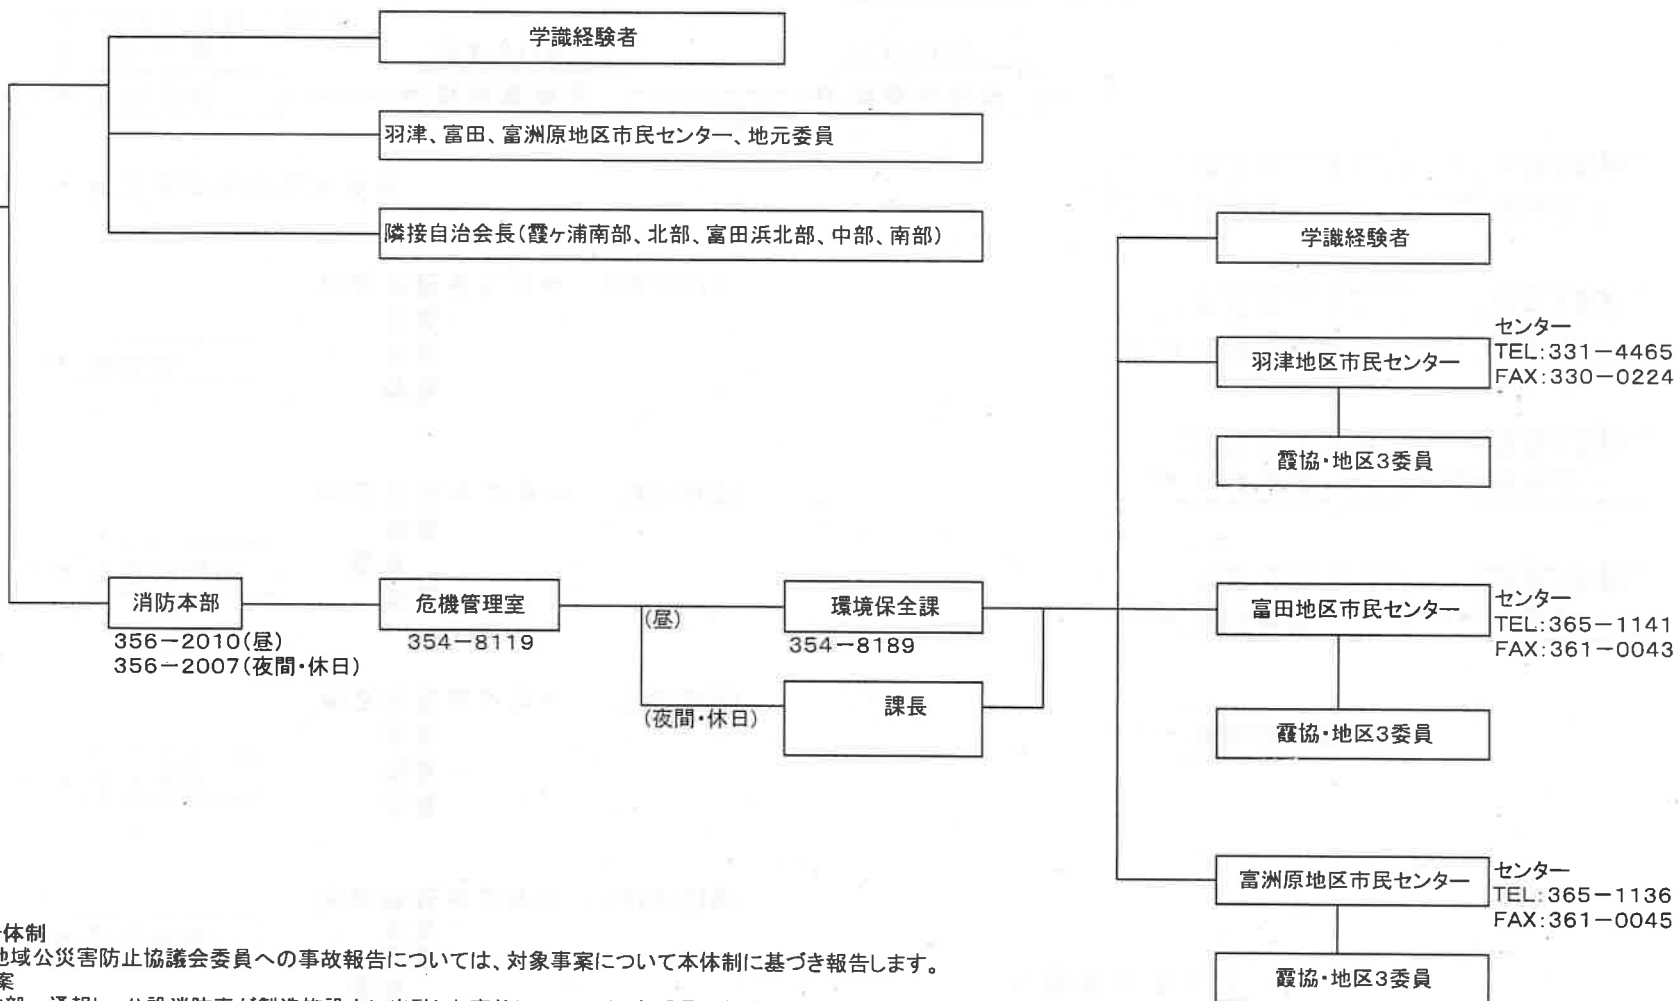 学識経験者
羽津、富田、富洲原地区市民センター、地元委員
隣接自治会長(霞ヶ浦南部、北部、富田浜北部、中部、南部)
学識経験者
羽津地区市民センター
センター
TEL:331-4465
FAX:330-0224
霞協・地区3委員
消防本部
356-2010(昼)
356-2007(夜間・休日)
危機管理室
354-8119
(昼)
(夜間・休日)
環境保全課
354-8189
課長
富田地区市民センター
センター
TEL:365-1141
FAX:361-0043
霞協・地区3委員
富洲原地区市民センター
センター
TEL:365-1136
FAX:361-0045
霞協・地区3委員
体制
地域公災害防止協議会委員への事故報告については、対象事案について本体制に基づき報告します。
案